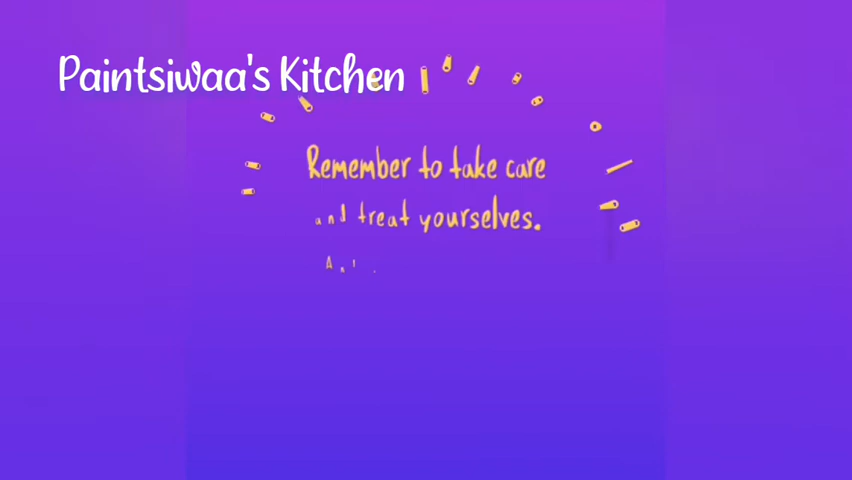 Paintsiwaa's Kitchen
Remember to take care
and treat yourselves.